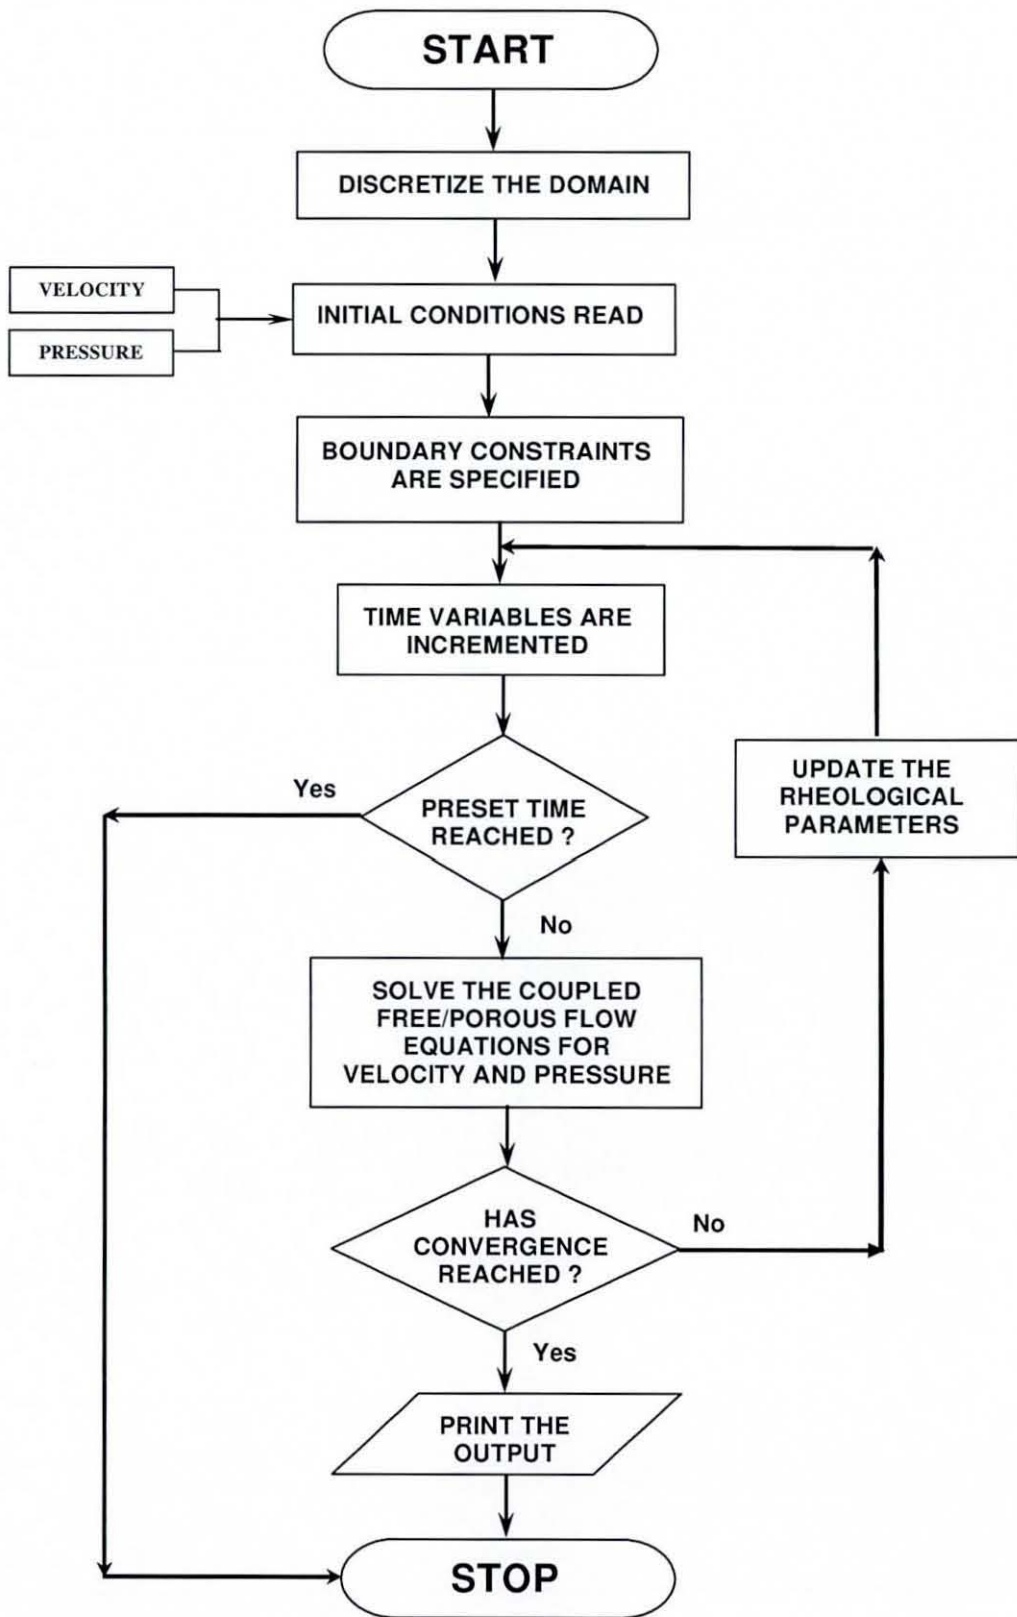 START
DISCRETIZE THE DOMAIN
VELOCITY
PRESSURE
INITIAL CONDITIONS READ
BOUNDARY CONSTRAINTS
ARE SPECIFIED
TIME VARIABLES ARE
INCREMENTED
Yes
PRESET TIME
REACHED ?
UPDATE THE
RHEOLOGICAL
PARAMETERS
No
SOLVE THE COUPLED
FREE/POROUS FLOW
EQUATIONS FOR
VELOCITY AND PRESSURE
HAS
CONVERGENCE
REACHED ?
No
Yes
PRINT THE
OUTPUT
STOP